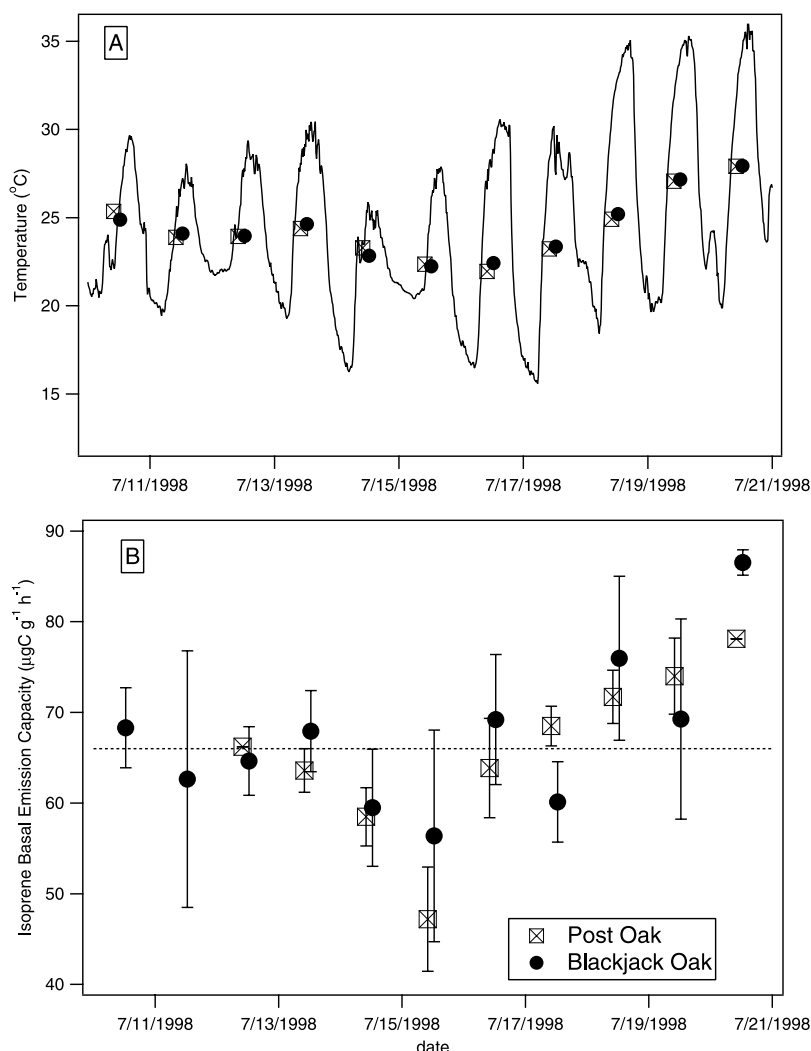 A
35
30
25
20
15
Temperature (°C)
7/11/1998 7/13/1998 7/15/1998 7/17/1998 7/19/1998 7/21/1998
B
90
80
70
60
50
40
Isoprene Basal Emission Capacity (µgC g⁻¹ h⁻¹)
Post Oak
Blackjack Oak
7/11/1998 7/13/1998 7/15/1998 7/17/1998 7/19/1998 7/21/1998
date